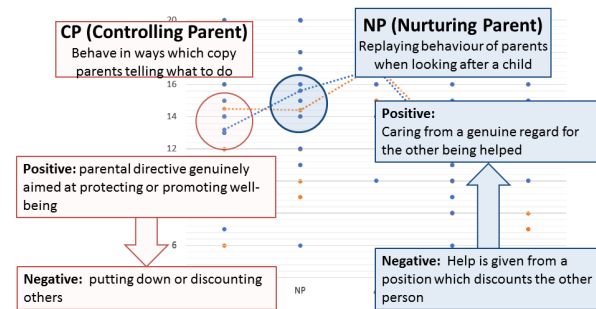 CP (Controlling Parent)
Behave in ways which copy
parents telling what to do
NP (Nurturing Parent)
Replaying behaviour of parents
when looking after a child
20
16
14
12
6
Positive: parental directive genuinely
aimed at protecting or promoting well-
being
Positive:
Caring from a genuine regard for
the other being helped
Negative: putting down or discounting
others
Negative: Help is given from a
position which discounts the other
person
NP